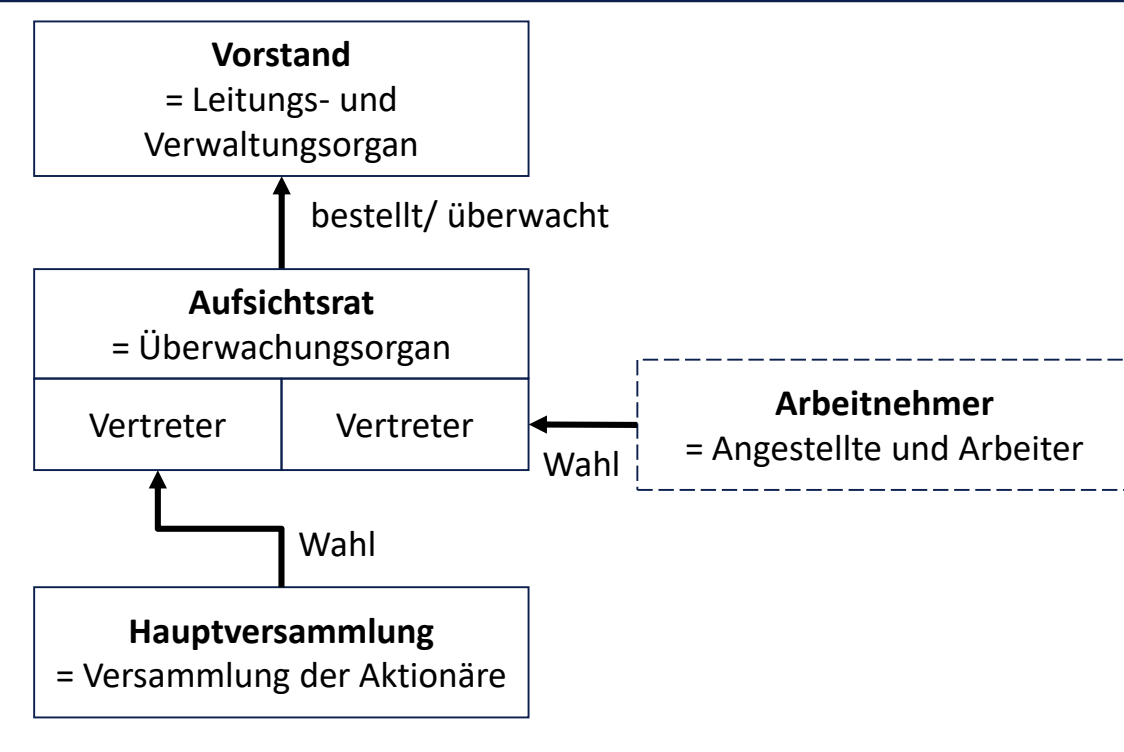 Vorstand
= Leitungs- und
Verwaltungsorgan
bestellt/ überwacht
Aufsichtsrat
= Überwachungsorgan
Vertreter
Vertreter
Arbeitnehmer
= Angestellte und Arbeiter
Wahl
Wahl
Hauptversammlung
= Versammlung der Aktionäre